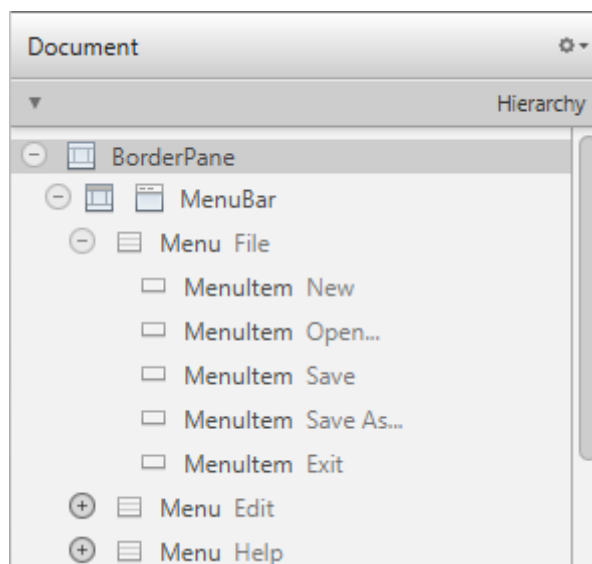 Document
Hierarchy
BorderPane
MenuBar
Menu File
MenuItem New
MenuItem Open...
MenuItem Save
MenuItem Save As...
MenuItem Exit
Menu Edit
Menu Help